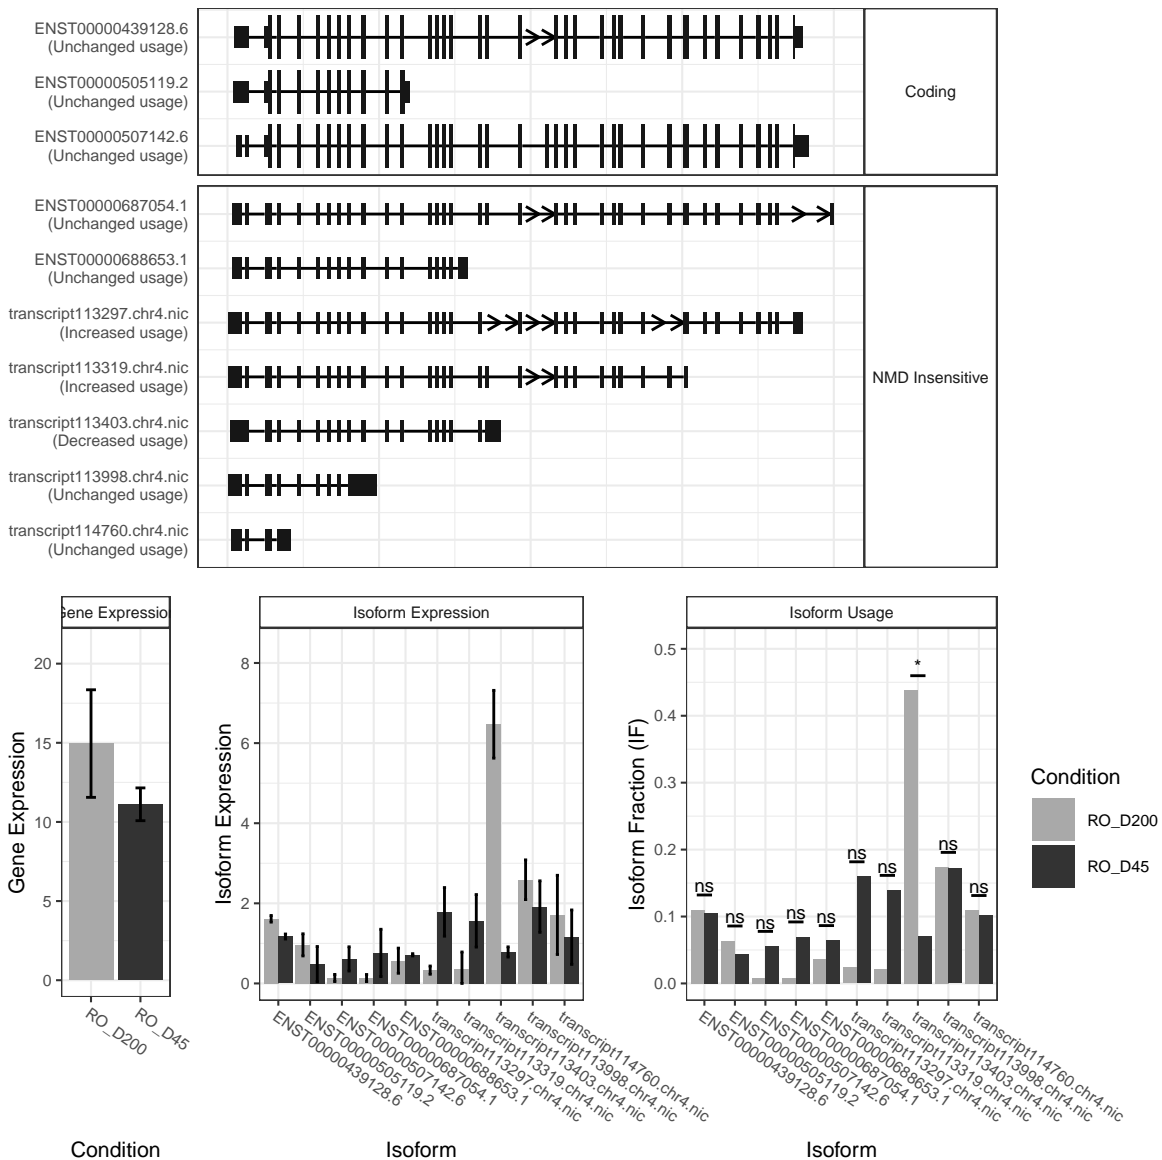 ENST00000439128.6
(Unchanged usage)
ENST00000505119.2
(Unchanged usage)
ENST00000507142.6
(Unchanged usage)
Coding
ENST00000687054.1
(Unchanged usage)
ENST00000688653.1
(Unchanged usage)
transcript113297.chr4.nic
(Increased usage)
transcript113319.chr4.nic
(Increased usage)
transcript113403.chr4.nic
(Decreased usage)
transcript113998.chr4.nic
(Unchanged usage)
transcript114760.chr4.nic
(Unchanged usage)
NMD Insensitive
Gene Expression
Gene Expression
20
15
10
5
0
RO_D200
RO_D45
Condition
Isoform Expression
Isoform Expression
8
6
4
2
0
ENST00000439128.6
ENST00000505119.2
ENST00000507142.6
ENST00000687054.1
ENST00000688653.1
transcript113297.chr4.nic
transcript113319.chr4.nic
transcript113403.chr4.nic
transcript113998.chr4.nic
transcript114760.chr4.nic
Isoform
Isoform Usage
Isoform Fraction (IF)
0.5
0.4
0.3
0.2
0.1
0.0
ns
ns
ns
ns
ns
ns
ns
*
ns
ns
ENST00000439128.6
ENST00000505119.2
ENST00000507142.6
ENST00000687054.1
ENST00000688653.1
transcript113297.chr4.nic
transcript113319.chr4.nic
transcript113403.chr4.nic
transcript113998.chr4.nic
transcript114760.chr4.nic
Isoform
Condition
RO_D200
RO_D45